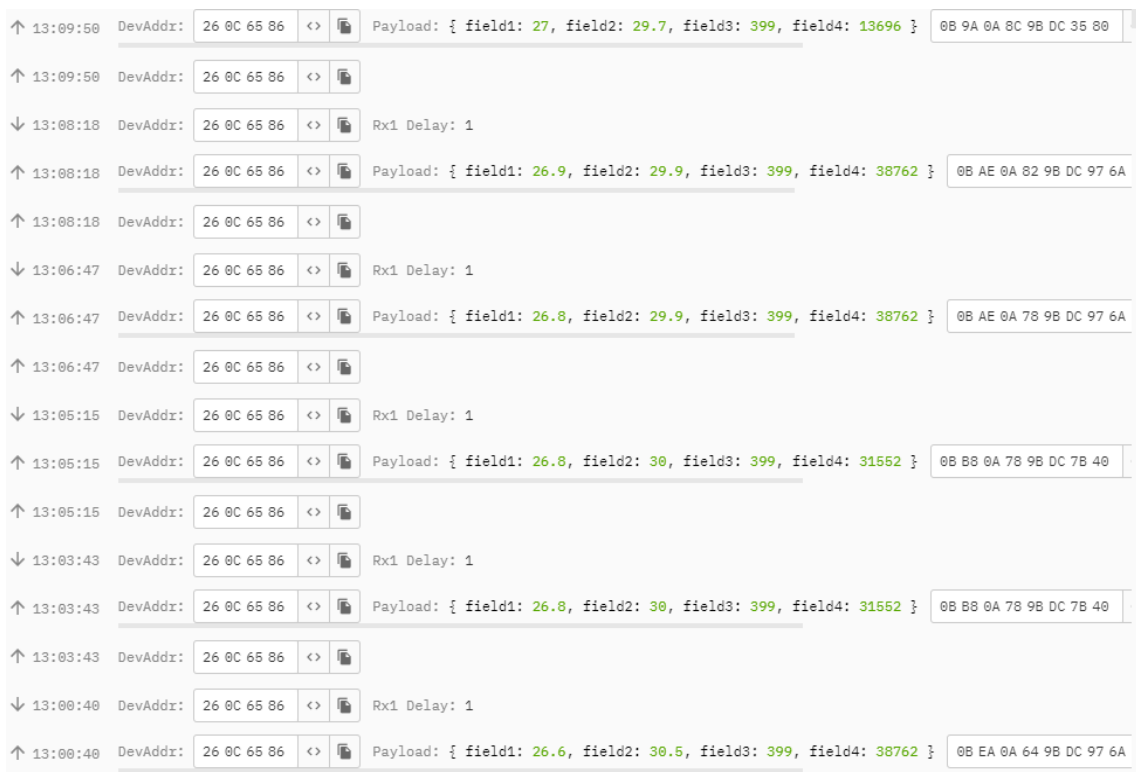 ↑ 13:09:50 DevAddr: 26 0C 65 86 <> Payload: { field1: 27, field2: 29.7, field3: 399, field4: 13696 } 0B 9A 0A 8C 9B DC 35 80
↑ 13:09:50 DevAddr: 26 0C 65 86 <>
↓ 13:08:18 DevAddr: 26 0C 65 86 <> Rx1 Delay: 1
↑ 13:08:18 DevAddr: 26 0C 65 86 <> Payload: { field1: 26.9, field2: 29.9, field3: 399, field4: 38762 } 0B AE 0A 82 9B DC 97 6A
↑ 13:08:18 DevAddr: 26 0C 65 86 <>
↓ 13:06:47 DevAddr: 26 0C 65 86 <> Rx1 Delay: 1
↑ 13:06:47 DevAddr: 26 0C 65 86 <> Payload: { field1: 26.8, field2: 29.9, field3: 399, field4: 38762 } 0B AE 0A 78 9B DC 97 6A
↑ 13:06:47 DevAddr: 26 0C 65 86 <>
↓ 13:05:15 DevAddr: 26 0C 65 86 <> Rx1 Delay: 1
↑ 13:05:15 DevAddr: 26 0C 65 86 <> Payload: { field1: 26.8, field2: 30, field3: 399, field4: 31552 } 0B B8 0A 78 9B DC 7B 40
↑ 13:05:15 DevAddr: 26 0C 65 86 <>
↓ 13:03:43 DevAddr: 26 0C 65 86 <> Rx1 Delay: 1
↑ 13:03:43 DevAddr: 26 0C 65 86 <> Payload: { field1: 26.8, field2: 30, field3: 399, field4: 31552 } 0B B8 0A 78 9B DC 7B 40
↑ 13:03:43 DevAddr: 26 0C 65 86 <>
↓ 13:00:40 DevAddr: 26 0C 65 86 <> Rx1 Delay: 1
↑ 13:00:40 DevAddr: 26 0C 65 86 <> Payload: { field1: 26.6, field2: 30.5, field3: 399, field4: 38762 } 0B EA 0A 64 9B DC 97 6A